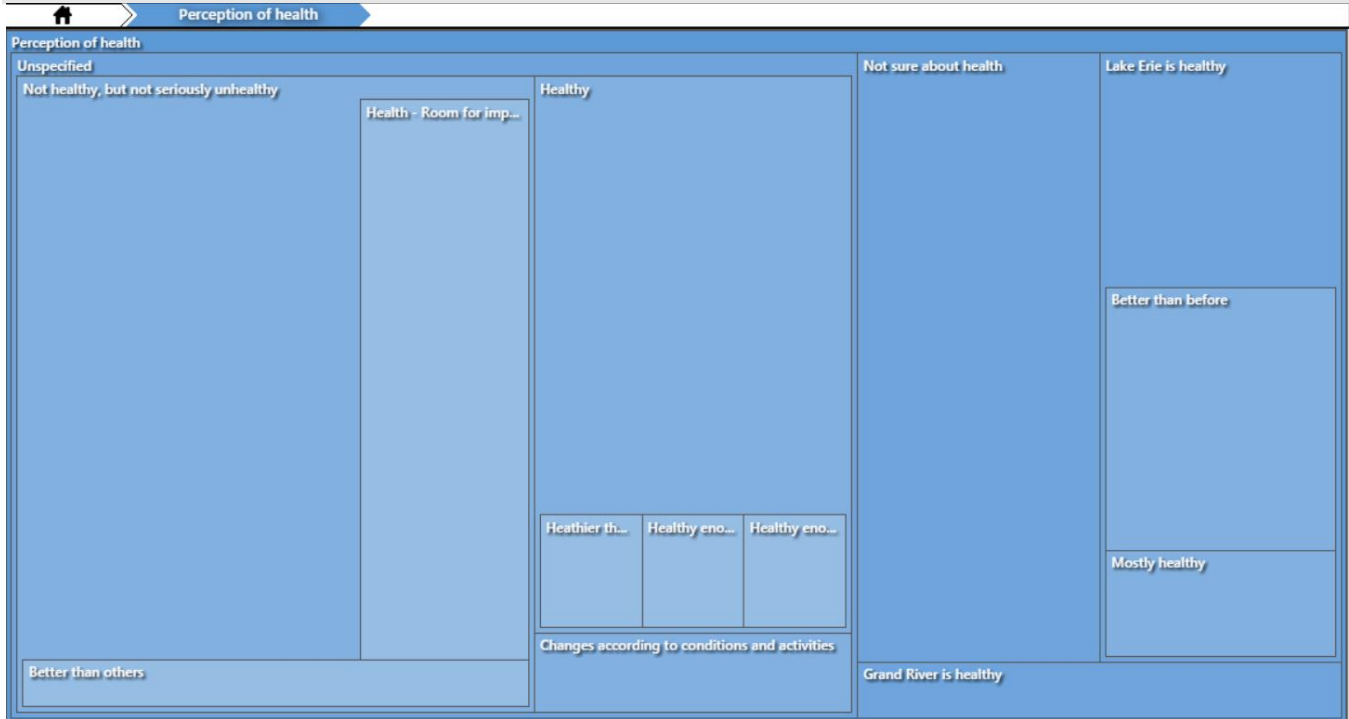 Perception of health
Perception of health
Unspecified
Not healthy, but not seriously unhealthy
Health - Room for imp...
Better than others
Healthy
Heathier th...
Healthy eno...
Healthy eno...
Changes according to conditions and activities
Not sure about health
Lake Erie is healthy
Better than before
Mostly healthy
Grand River is healthy